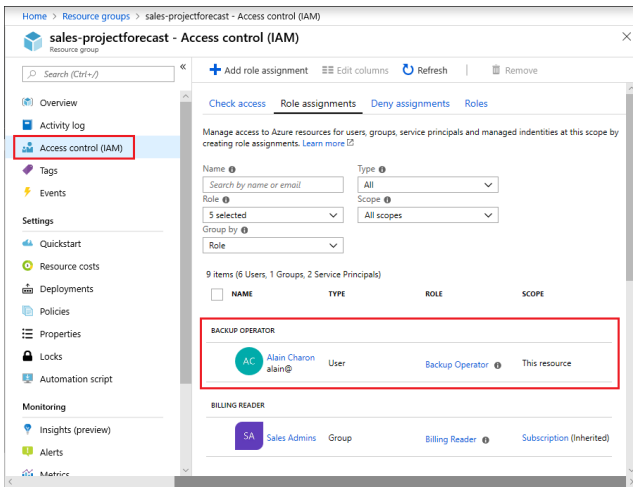 Home > Resource groups > sales-projectforecast - Access control (IAM)
sales-projectforecast - Access control (IAM)
Resource group
Search (Ctrl+/)
Overview
Activity log
Access control (IAM)
Tags
Events
Settings
Quickstart
Resource costs
Deployments
Policies
Properties
Locks
Automation script
Monitoring
Insights (preview)
Alerts
Metrics
Add role assignment Edit columns Refresh Remove
Check access Role assignments Deny assignments Roles
Manage access to Azure resources for users, groups, service principals and managed indentities at this scope by
creating role assignments. Learn more
Name Type
Search by name or email All
Role Scope
5 selected All scopes
Group by
Role
9 items (6 Users, 1 Groups, 2 Service Principals)
NAME TYPE ROLE SCOPE
BACKUP OPERATOR
AC Alain Charon User Backup Operator This resource
alain@
BILLING READER
SA Sales Admins Group Billing Reader Subscription (Inherited)